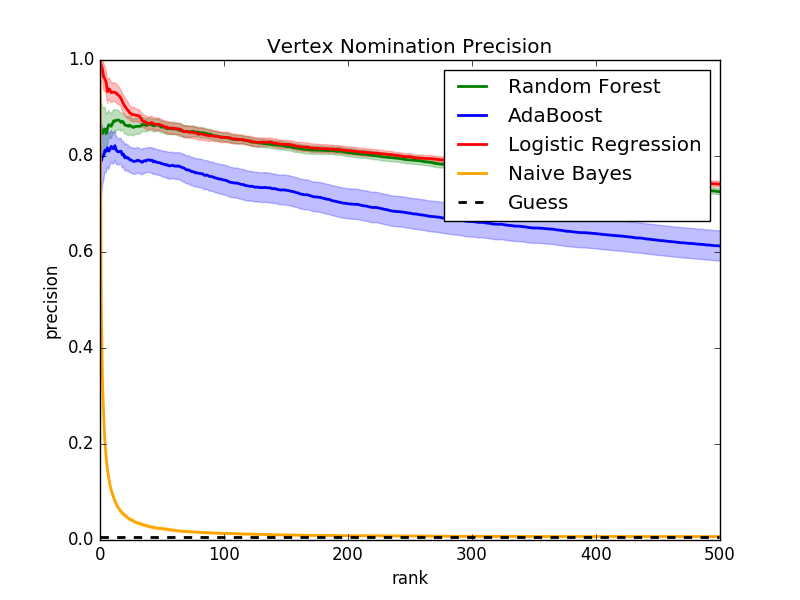 Vertex Nomination Precision
1.0
0.8
0.6
0.4
0.2
0.0
precision
Random Forest
AdaBoost
Logistic Regression
Naive Bayes
Guess
0 100 200 300 400 500
rank